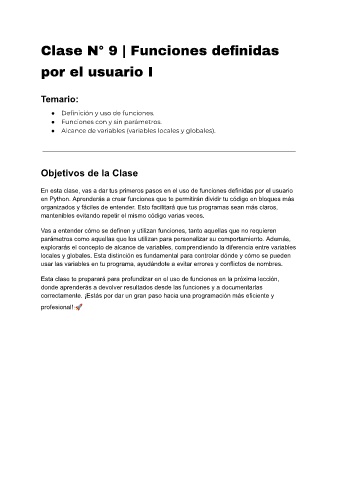 Clase N° 9 | Funciones definidas
por el usuario I
Temario:
● Definición y uso de funciones.
● Funciones con y sin parámetros.
● Alcance de variables (variables locales y globales).
Objetivos de la Clase
En esta clase, vas a dar tus primeros pasos en el uso de funciones definidas por el usuario
en Python. Aprenderás a crear funciones que te permitirán dividir tu código en bloques más
organizados y fáciles de entender. Esto facilitará que tus programas sean más claros,
mantenibles evitando repetir el mismo código varias veces.
Vas a entender cómo se definen y utilizan funciones, tanto aquellas que no requieren
parámetros como aquellas que los utilizan para personalizar su comportamiento. Además,
explorarás el concepto de alcance de variables, comprendiendo la diferencia entre variables
locales y globales. Esta distinción es fundamental para controlar dónde y cómo se pueden
usar las variables en tu programa, ayudándote a evitar errores y conflictos de nombres.
Esta clase te preparará para profundizar en el uso de funciones en la próxima lección,
donde aprenderás a devolver resultados desde las funciones y a documentarlas
correctamente. ¡Estás por dar un gran paso hacia una programación más eficiente y
profesional! 🚀